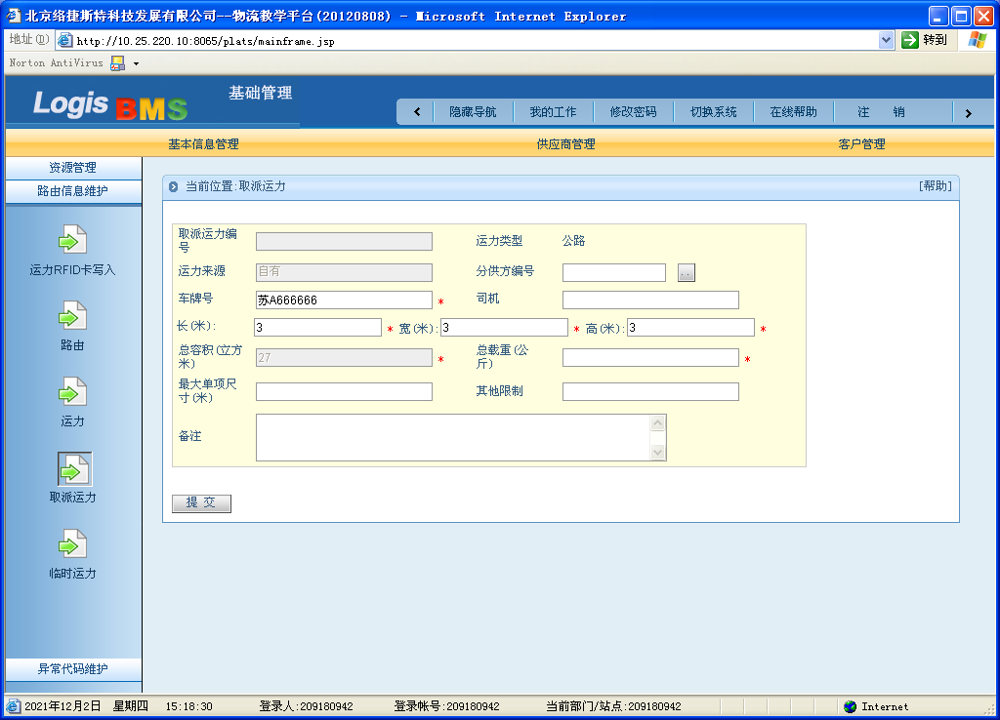 北京络捷斯特科技发展有限公司--物流教学平台(20120808) - Microsoft Internet Explorer
地址(D) http://10.25.220.10:8065/plats/mainframe.jsp 转到
Norton AntiVirus
Logis BMS 基础管理
隐藏导航 我的工作 修改密码 切换系统 在线帮助 注 销
基本信息管理 供应商管理 客户管理
资源管理
路由信息维护
运力RFID卡写入
路由
运力
取派运力
临时运力
异常代码维护
当前位置:取派运力 [帮助]
取派运力编号 运力类型 公路
运力来源 自有 分供方编号 ...
车牌号 苏A666666 * 司机
长(米): 3 * 宽(米): 3 * 高(米): 3 *
总容积(立方米) 27 * 总载重(公斤) *
最大单项尺寸(米) 其他限制
备注
提 交
2021年12月2日 星期四 15:18:30 登录人:209180942 登录帐号:209180942 当前部门/站点:209180942 Internet